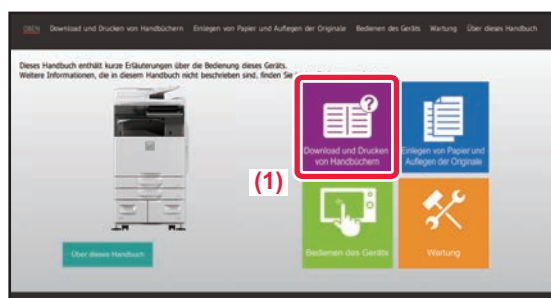 OBEN Download und Drucken von Handbüchern Einlegen von Papier und Auflegen der Originale Bedienen des Geräts Wartung Über dieses Handbuch
Dieses Handbuch enthält kurze Erläuterungen über die Bedienung dieses Geräts.
Weitere Informationen, die in diesem Handbuch nicht beschrieben sind, finden Sie
?
Download und Drucken
von Handbüchern
Einlegen von Papier und
Auflegen der Originale
(1)
Über dieses Handbuch
Bedienen des Geräts
Wartung